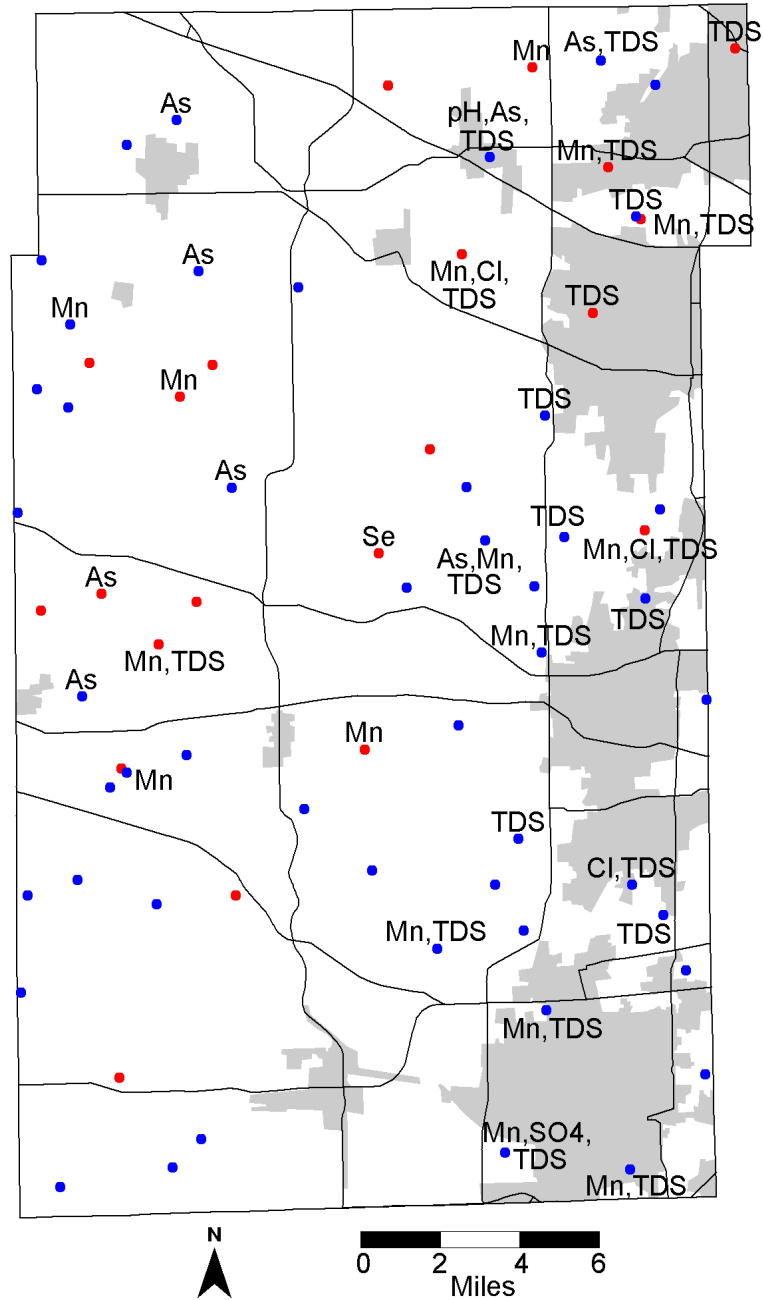 TDS
Mn
As,TDS
As
pH,As,
TDS
Mn,TDS
TDS
Mn,TDS
As
Mn,Cl,
TDS
TDS
Mn
Mn
TDS
As
TDS
Se
Mn,Cl,TDS
As,Mn,
TDS
As
TDS
Mn,TDS
Mn,TDS
As
Mn
Mn
TDS
Cl,TDS
Mn,TDS
TDS
Mn,TDS
Mn,SO4,
TDS
Mn,TDS
N
0 2 4 6
Miles